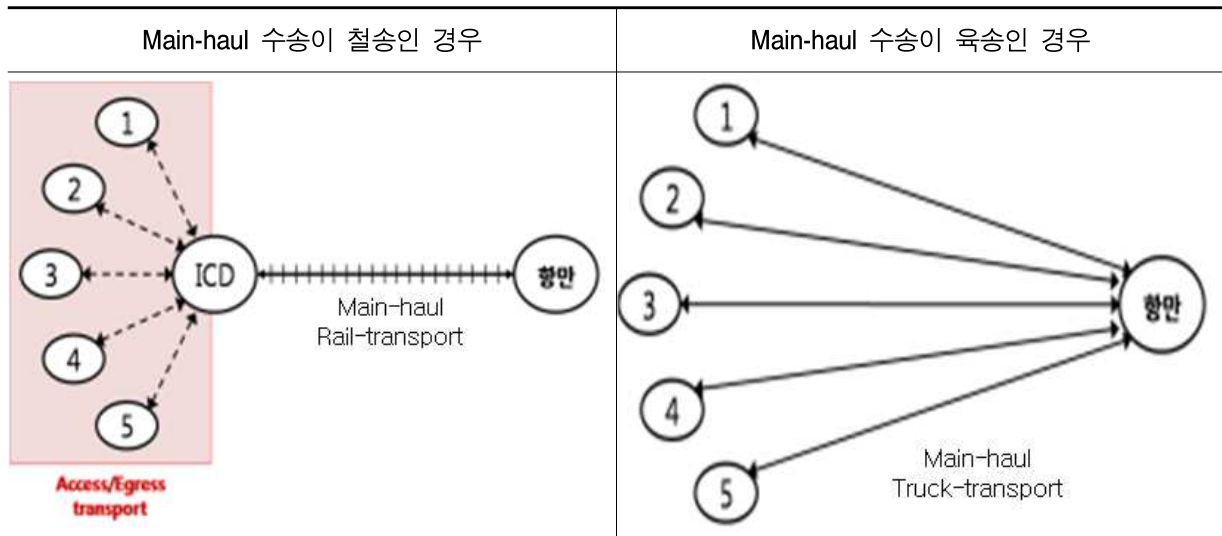 Main-haul 수송이 철송인 경우
Main-haul 수송이 육송인 경우
1
2
3
4
5
ICD
항만
Main-haul
Rail-transport
Access/Egress
transport
1
2
3
4
5
항만
Main-haul
Truck-transport